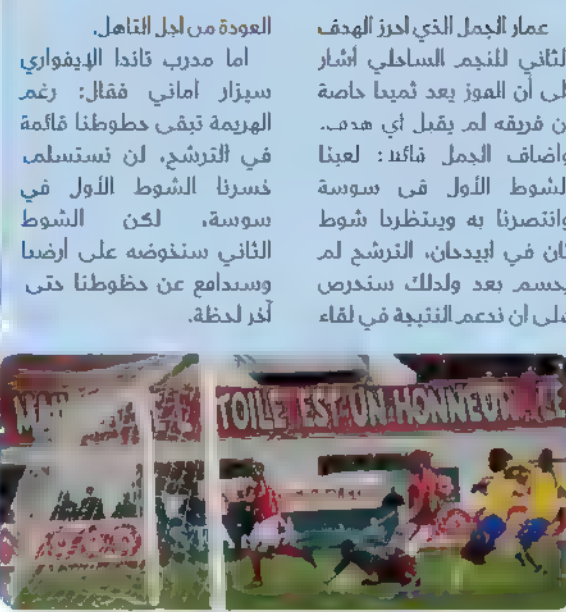 عمار الجمل الذي احرز الهدف
الثاني للنجم الساحلي أشار
إلى أن الفوز يعد ثمينا خاصة
أن فريقه لم يقبل أي هدف.
وأضاف الجمل قائلا: لعبنا
الشوط الأول في سوسة
وانتصرنا به وينتظرنا شوط
ثان في ابيدجان، الترشح لم
يحسم بعد ولذلك سنحرص
على ان ندعم النتيجة في لقاء
العودة من اجل التاهل.
اما مدرب تاندا الإيفواري
سيزار اماني فقال: رغم
الهزيمة تبقى حظوظنا قائمة
في الترشح، لن نستسلم،
خسرنا الشوط الأول في
سوسة، لكن الشوط
الثاني سنخوضه على أرضنا
وسندافع عن حظوظنا حتى
آخر لحظة.
TOILE EST UN HONNEUR